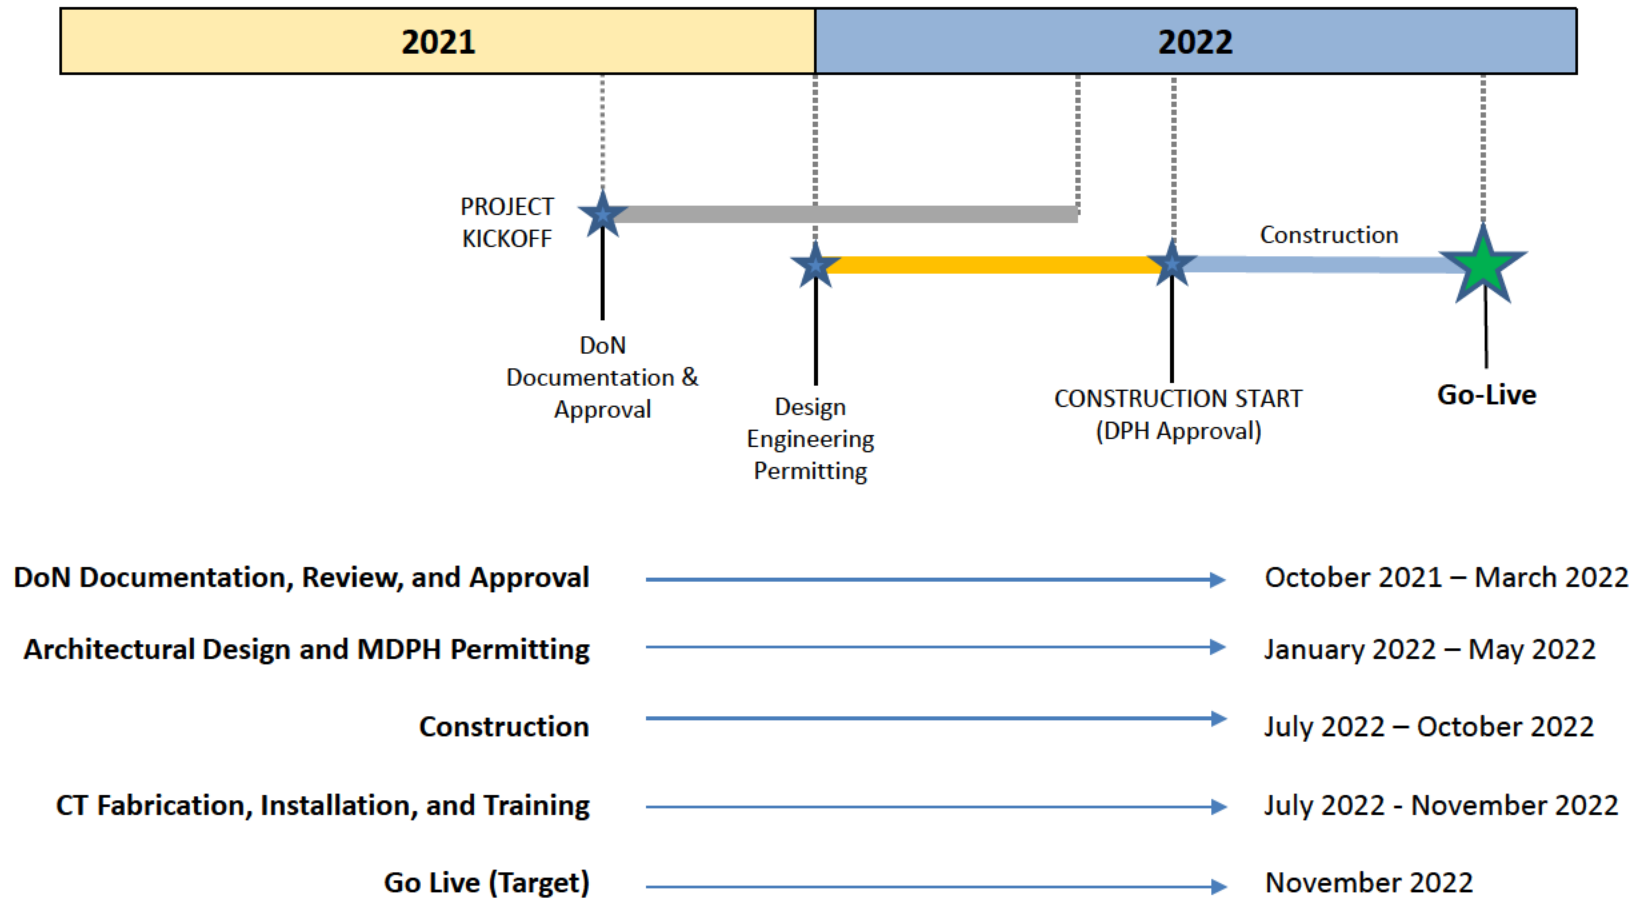 2021
2022
PROJECT
KICKOFF
Construction
DoN
Documentation &
Approval
Design
Engineering
Permitting
CONSTRUCTION START
(DPH Approval)
Go-Live
DoN Documentation, Review, and Approval
October 2021 – March 2022
Architectural Design and MDPH Permitting
January 2022 – May 2022
Construction
July 2022 – October 2022
CT Fabrication, Installation, and Training
July 2022 - November 2022
Go Live (Target)
November 2022